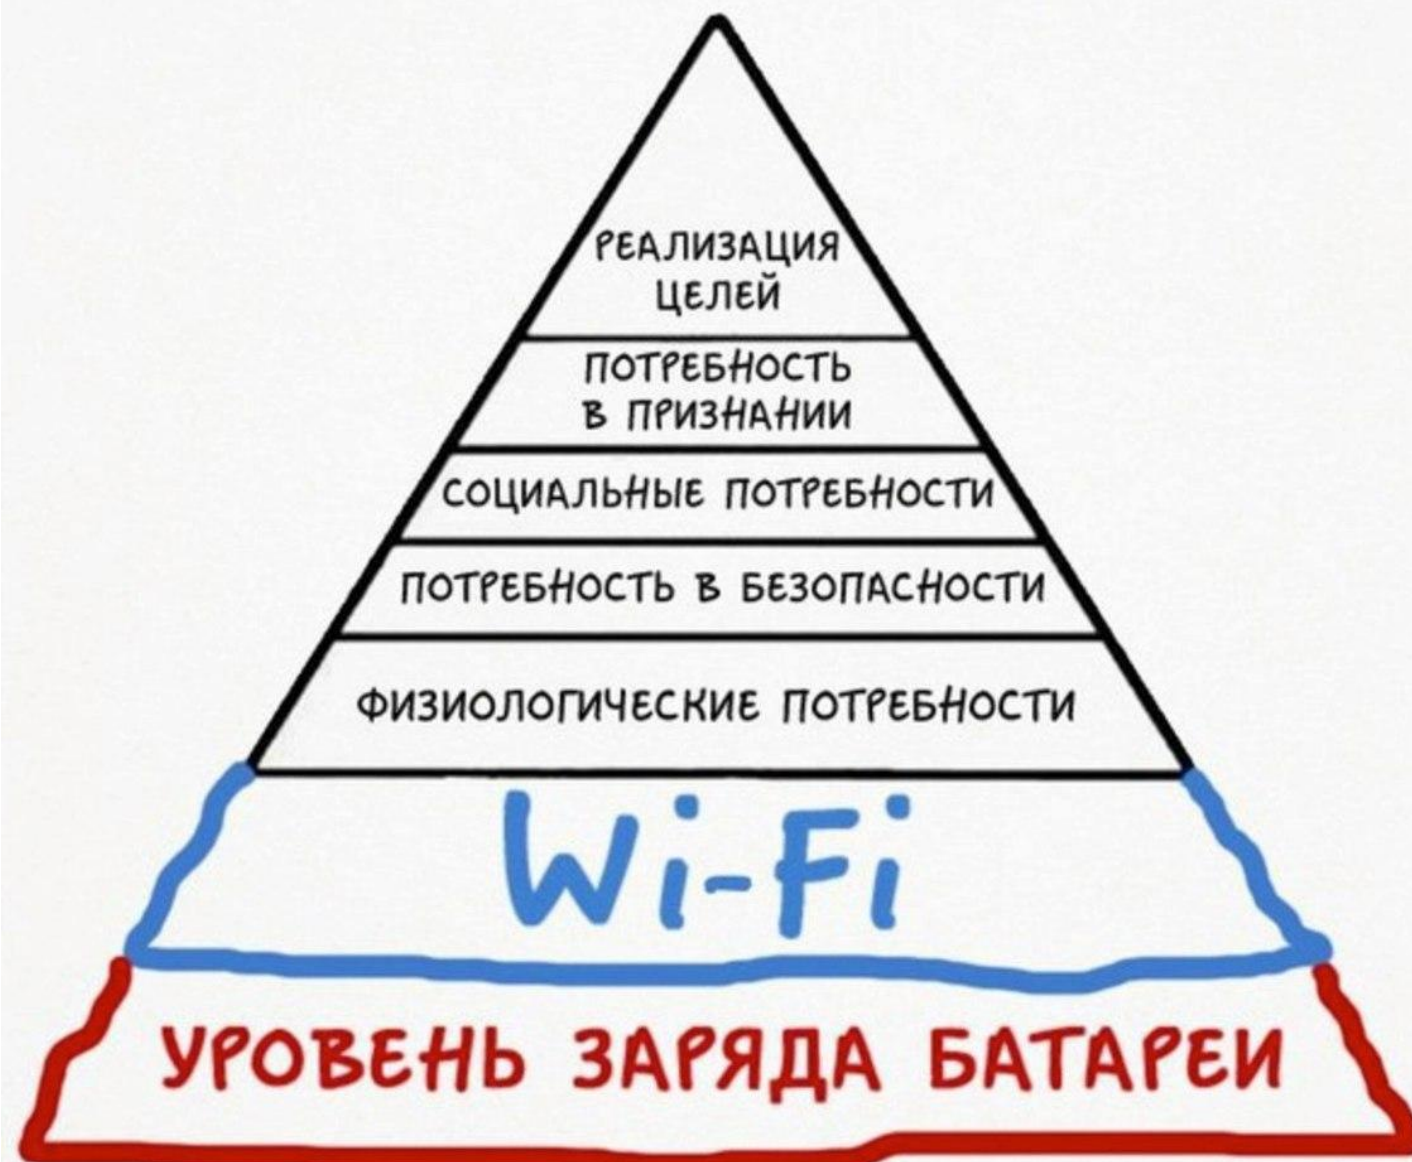 РЕАЛИЗАЦИЯ
ЦЕЛЕЙ
ПОТРЕБНОСТЬ
В ПРИЗНАНИИ
СОЦИАЛЬНЫЕ ПОТРЕБНОСТИ
ПОТРЕБНОСТЬ В БЕЗОПАСНОСТИ
ФИЗИОЛОГИЧЕСКИЕ ПОТРЕБНОСТИ
Wi-Fi
УРОВЕНЬ ЗАРЯДА БАТАРЕИ